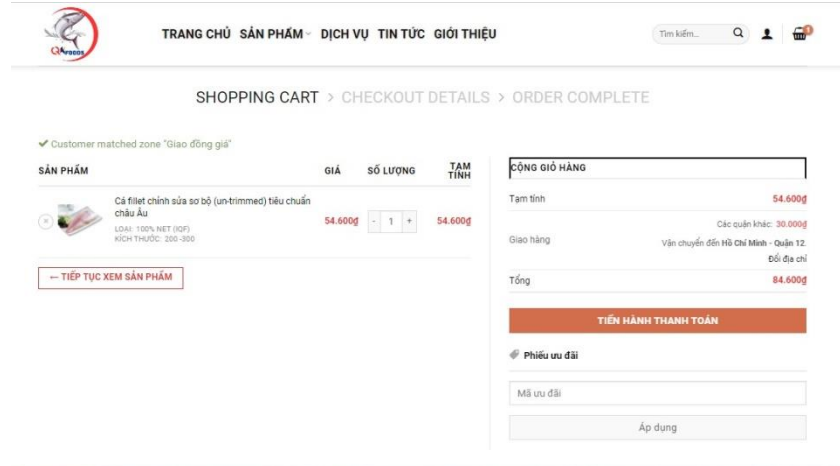 QMFOODS
TRANG CHỦ SẢN PHẨM DỊCH VỤ TIN TỨC GIỚI THIỆU
Tìm kiếm...
1
SHOPPING CART > CHECKOUT DETAILS > ORDER COMPLETE
Customer matched zone "Giao đồng giá"
SẢN PHẨM GIÁ SỐ LƯỢNG TẠM TÍNH
Cá fillet chỉnh sửa sơ bộ (un-trimmed) tiêu chuẩn
châu Âu
LOẠI: 100% NET (IQF)
KÍCH THƯỚC: 200 -300
54.600₫ - 1 + 54.600₫
← TIẾP TỤC XEM SẢN PHẨM
CỘNG GIỎ HÀNG
Tạm tính 54.600₫
Giao hàng
Các quận khác: 30.000₫
Vận chuyển đến Hồ Chí Minh - Quận 12.
Đổi địa chỉ
Tổng 84.600₫
TIẾN HÀNH THANH TOÁN
Phiếu ưu đãi
Mã ưu đãi
Áp dụng